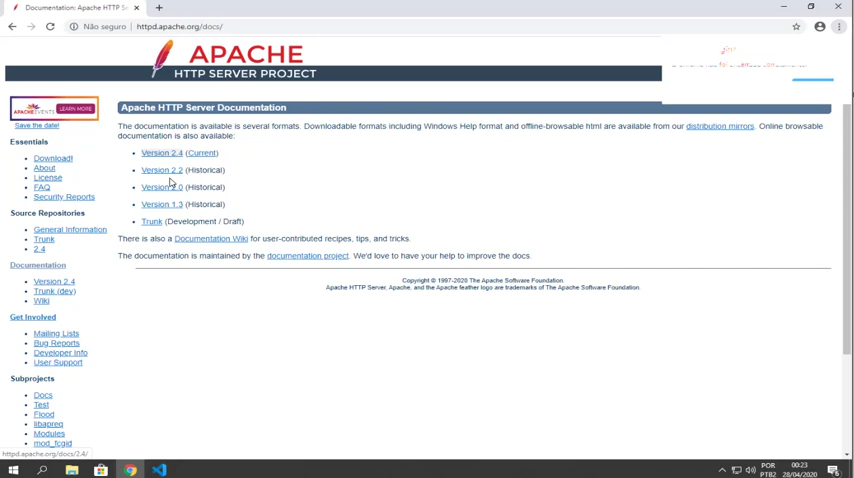 Documentation: Apache HTTP S
Não seguro
httpd.apache.org/docs/
APACHE
HTTP SERVER PROJECT
APACHE EVENTS LEARN MORE
Save the date!
Essentials
Download!
About
License
FAQ
Security Reports
Source Repositories
General Information
Trunk
2.4
Documentation
Version 2.4
Trunk (dev)
Wiki
Get Involved
Mailing Lists
Bug Reports
Developer Info
User Support
Subprojects
Docs
Test
Flood
libapreq
Modules
mod_fcgid
Apache HTTP Server Documentation
The documentation is available is several formats. Downloadable formats including Windows Help format and offline-browsable html are available from our distribution mirrors. Online browsable
documentation is also available:
Version 2.4 (Current)
Version 2.2 (Historical)
Version 2.0 (Historical)
Version 1.3 (Historical)
Trunk (Development / Draft)
There is also a Documentation Wiki for user-contributed recipes, tips, and tricks.
The documentation is maintained by the documentation project. We'd love to have your help to improve the docs.
Copyright © 1997-2020 The Apache Software Foundation.
Apache HTTP Server, Apache, and the Apache feather logo are trademarks of The Apache Software Foundation.
httpd.apache.org/docs/2.4/
POR
PTB2
00:23
28/04/2020
6